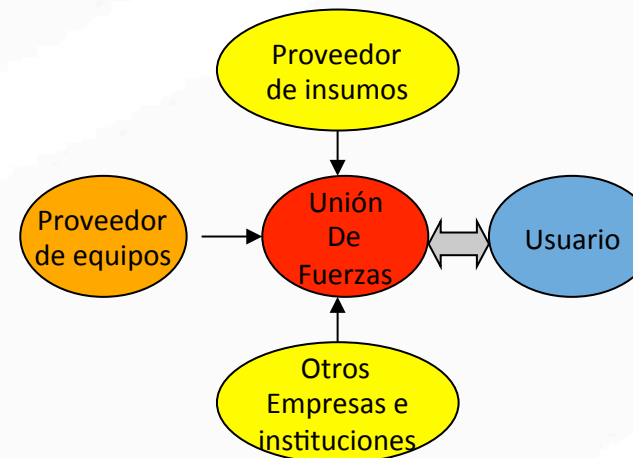 Proveedor
de insumos
Proveedor
de equipos
Unión
De
Fuerzas
Usuario
Otros
Empresas e
instituciones